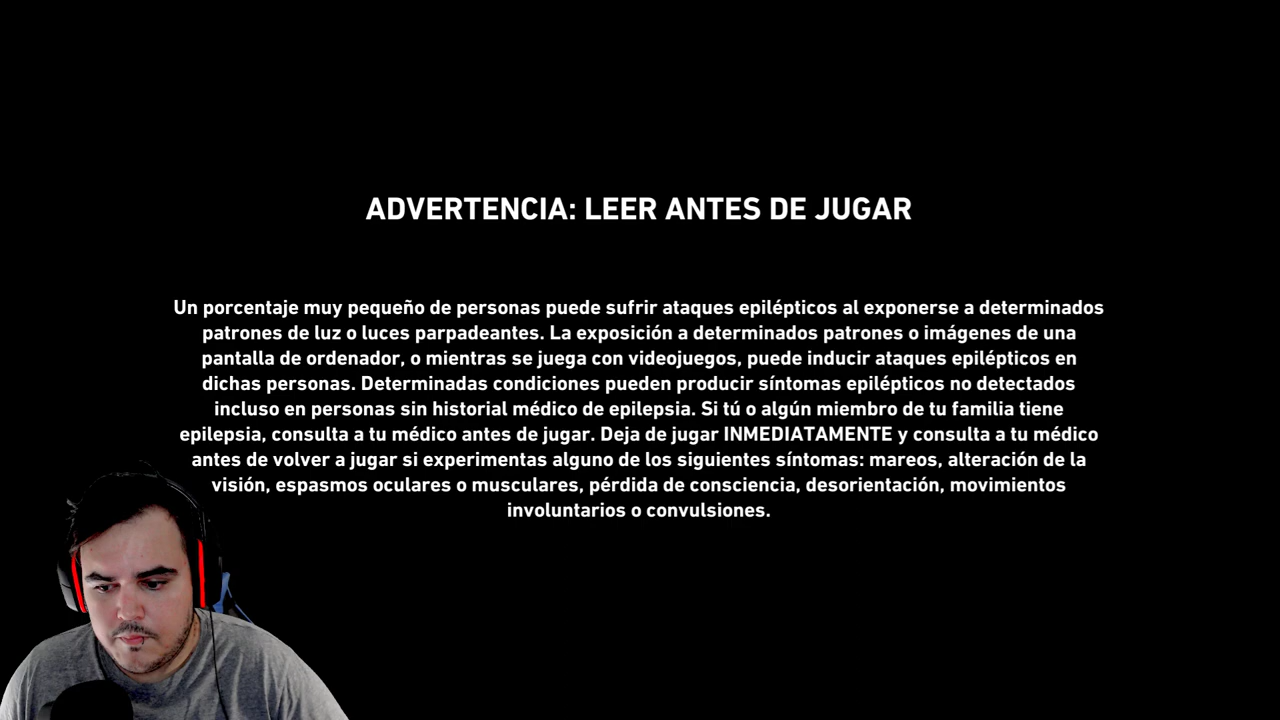 ADVERTENCIA: LEER ANTES DE JUGAR
Un porcentaje muy pequeño de personas puede sufrir ataques epilépticos al exponerse a determinados
patrones de luz o luces parpadeantes. La exposición a determinados patrones o imágenes de una
pantalla de ordenador, o mientras se juega con videojuegos, puede inducir ataques epilépticos en
dichas personas. Determinadas condiciones pueden producir síntomas epilépticos no detectados
incluso en personas sin historial médico de epilepsia. Si tú o algún miembro de tu familia tiene
epilepsia, consulta a tu médico antes de jugar. Deja de jugar INMEDIATAMENTE y consulta a tu médico
antes de volver a jugar si experimentas alguno de los siguientes síntomas: mareos, alteración de la
visión, espasmos oculares o musculares, pérdida de consciencia, desorientación, movimientos
involuntarios o convulsiones.